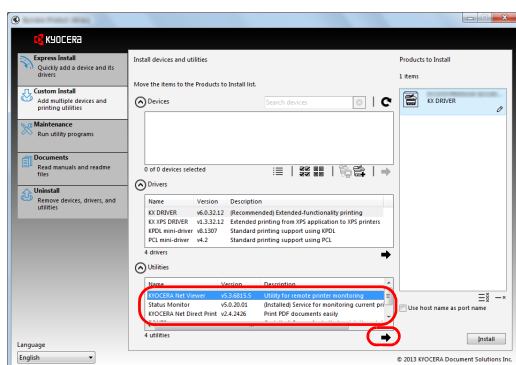 KYOCERA
Express Install
Quickly add a device and its
drivers
Custom Install
Add multiple devices and
printing utilities
Maintenance
Run utility programs
Documents
Read manuals and readme
files
Uninstall
Remove devices, drivers, and
utilities
Language
English
Install devices and utilities
Move the items to the Products to Install list.
Devices
Search devices
0 of 0 devices selected
Drivers
Name Version Description
KX DRIVER v6.0.32.12 (Recommended) Extended-functionality printing
KX XPS DRIVER v1.3.32.12 Extended printing from XPS application to XPS printers
KPDL mini-driver v8.1307 Standard printing support using KPDL
PCL mini-driver v4.2 Standard printing support using PCL
4 drivers
Utilities
Name Version Description
KYOCERA Net Viewer v5.3.6815.5 Utility for remote printer monitoring
Status Monitor v5.0.20.01 (Installed) Service for monitoring current pri
KYOCERA Net Direct Print v2.4.2426 Print PDF documents easily
4 utilities
Products to Install
1 items
KX DRIVER
Use host name as port name
Install
© 2013 KYOCERA Document Solutions Inc.